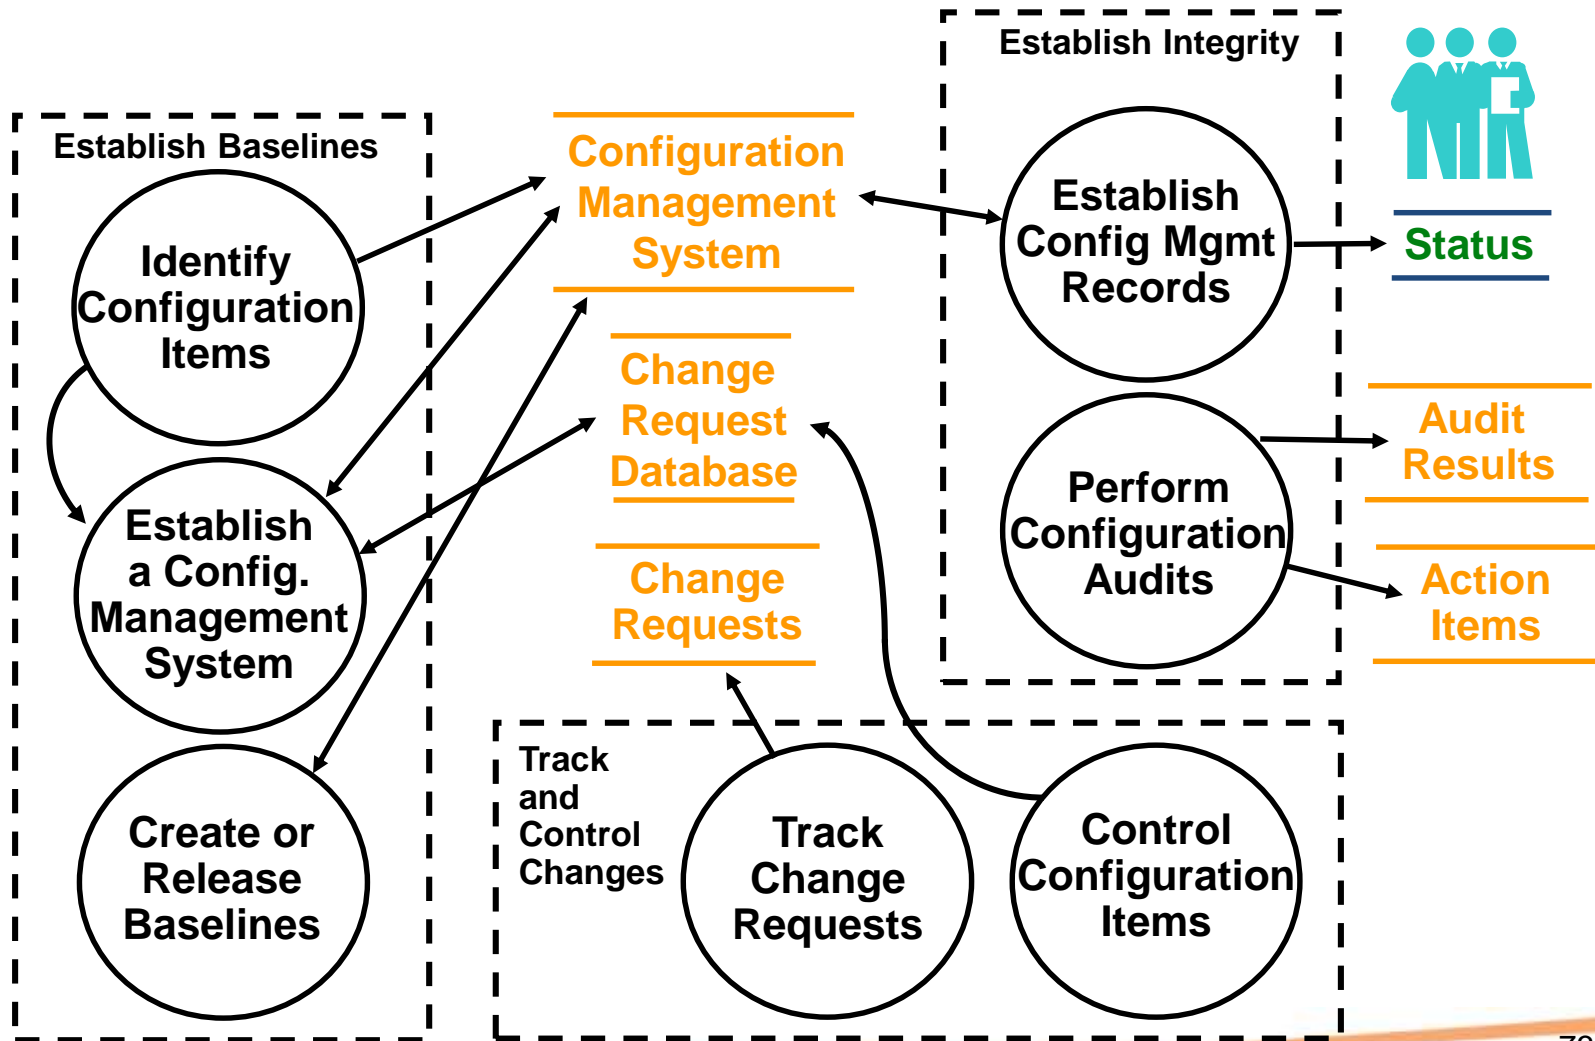 Establish Baselines
Identify
Configuration
Items
Establish
a Config.
Management
System
Create or
Release
Baselines
Configuration
Management
System
Change
Request
Database
Change
Requests
Track
and
Control
Changes
Track
Change
Requests
Control
Configuration
Items
Establish Integrity
Establish
Config Mgmt
Records
Perform
Configuration
Audits
Status
Audit
Results
Action
Items